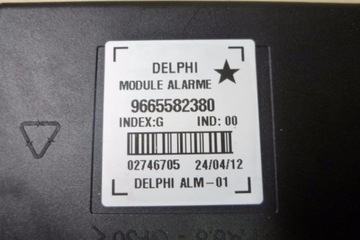 DELPHI
MODULE ALARME
9665582380
INDEX:G IND: 00
02746705 24/04/12
DELPHI ALM-01